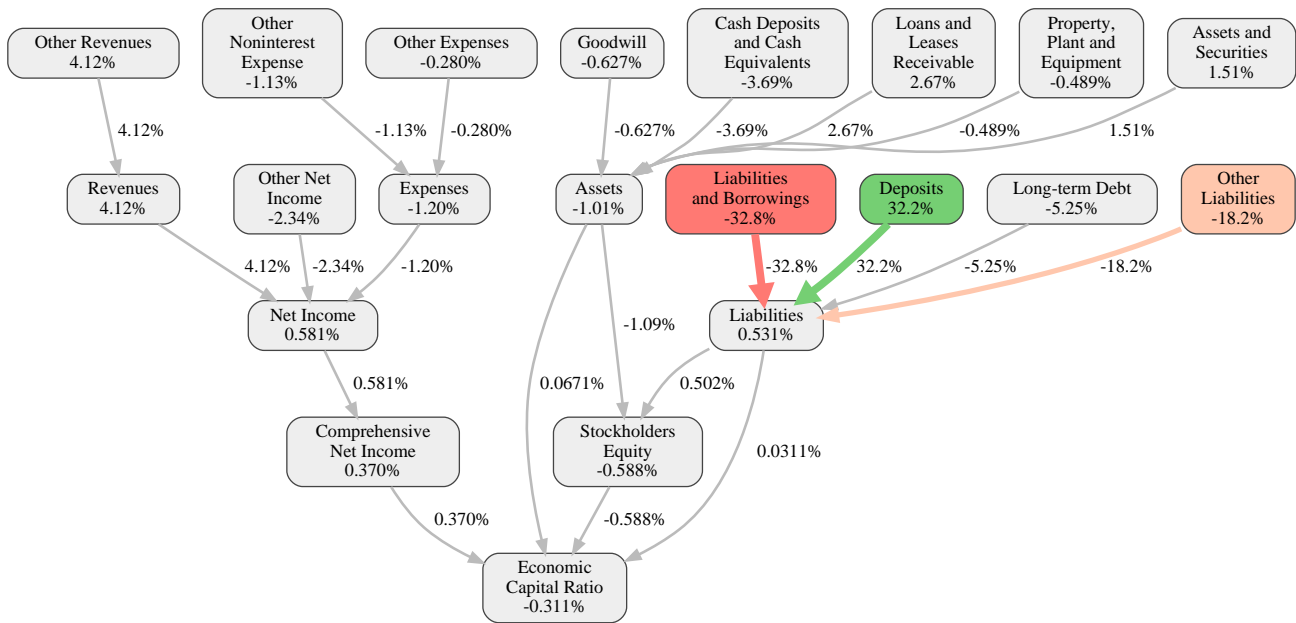 Other Revenues
4.12%
Other
Noninterest
Expense
-1.13%
Other Expenses
-0.280%
Goodwill
-0.627%
Cash Deposits
and Cash
Equivalents
-3.69%
Loans and
Leases
Receivable
2.67%
Property,
Plant and
Equipment
-0.489%
Assets and
Securities
1.51%
4.12%
-1.13%
-0.280%
-0.627%
-3.69%
2.67%
-0.489%
1.51%
Revenues
4.12%
Other Net
Income
-2.34%
Expenses
-1.20%
Assets
-1.01%
Liabilities
and Borrowings
-32.8%
Deposits
32.2%
Long-term Debt
-5.25%
Other
Liabilities
-18.2%
4.12%
-2.34%
-1.20%
-32.8%
32.2%
-5.25%
-18.2%
Net Income
0.581%
-1.09%
Liabilities
0.531%
0.581%
0.0671%
0.502%
Comprehensive
Net Income
0.370%
Stockholders
Equity
-0.588%
0.0311%
0.370%
-0.588%
Economic
Capital Ratio
-0.311%